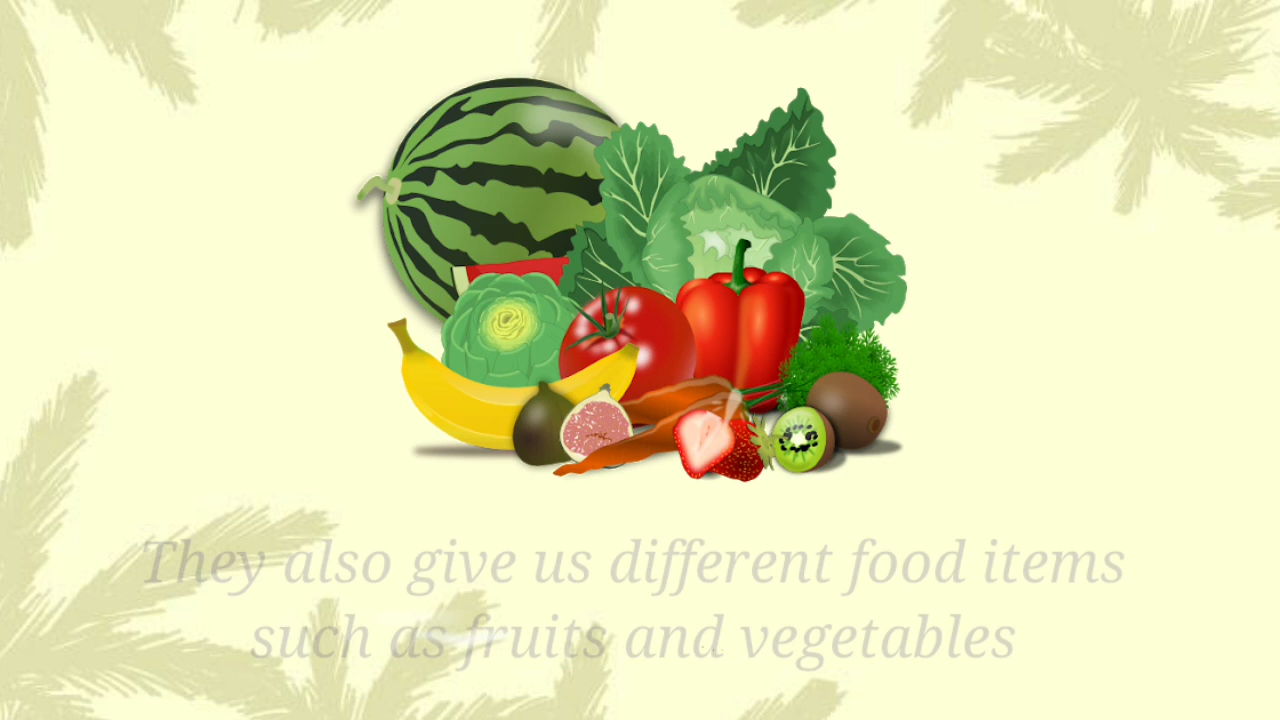 They also give us different food items
such as fruits and vegetables